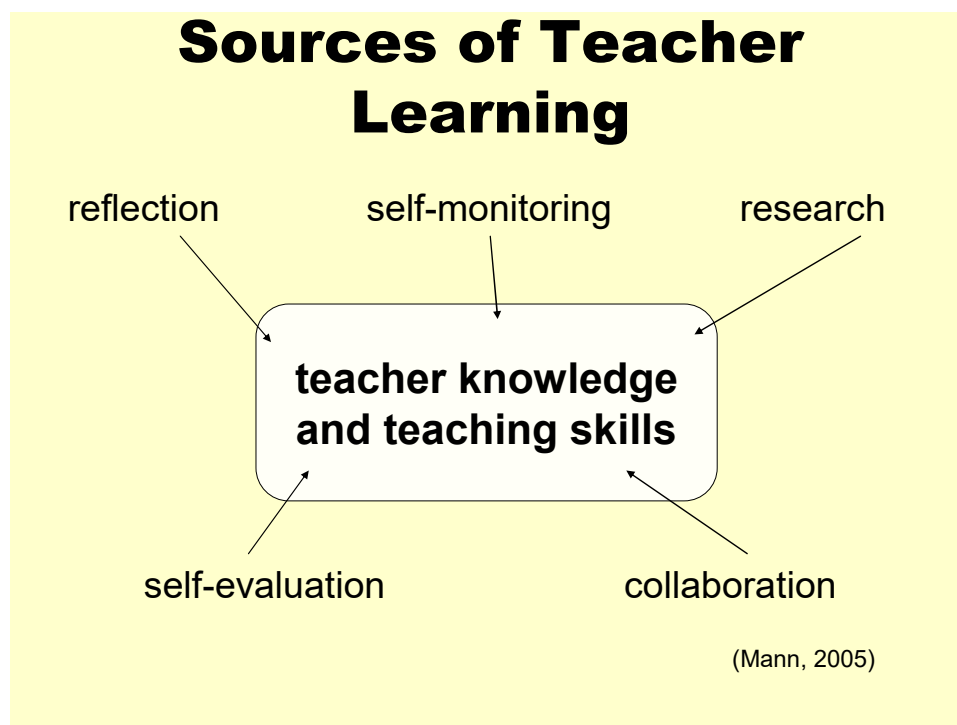 Sources of Teacher
Learning
reflection
self-monitoring
research
teacher knowledge
and teaching skills
self-evaluation
collaboration
(Mann, 2005)